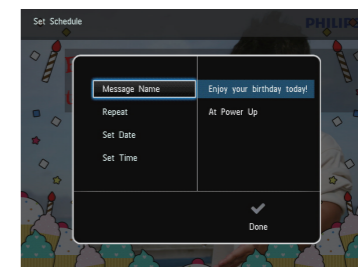 Set Schedule
PHILIPS
Message Name
Enjoy your birthday today!
Repeat
At Power Up
Set Date
Set Time
Done